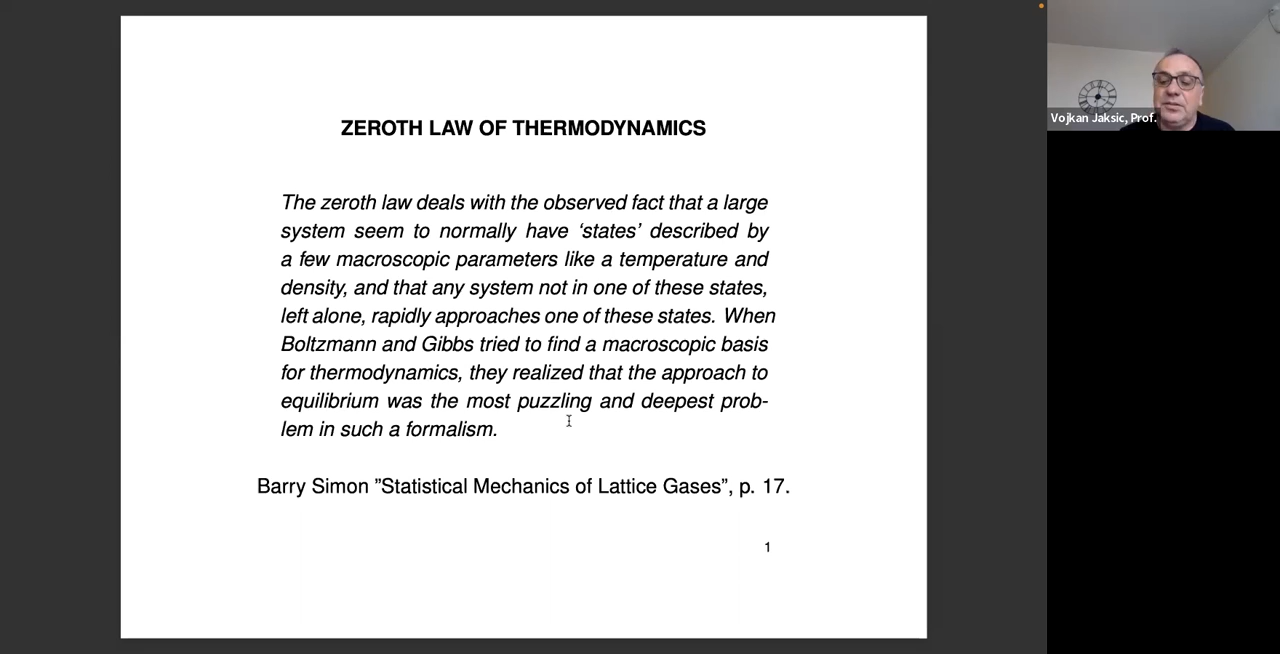 ZEROTH LAW OF THERMODYNAMICS
The zeroth law deals with the observed fact that a large
system seem to normally have ‘states’ described by
a few macroscopic parameters like a temperature and
density, and that any system not in one of these states,
left alone, rapidly approaches one of these states. When
Boltzmann and Gibbs tried to find a macroscopic basis
for thermodynamics, they realized that the approach to
equilibrium was the most puzzling and deepest prob-
lem in such a formalism.
Barry Simon ”Statistical Mechanics of Lattice Gases”, p. 17.
1
Vojkan Jaksic, Prof.